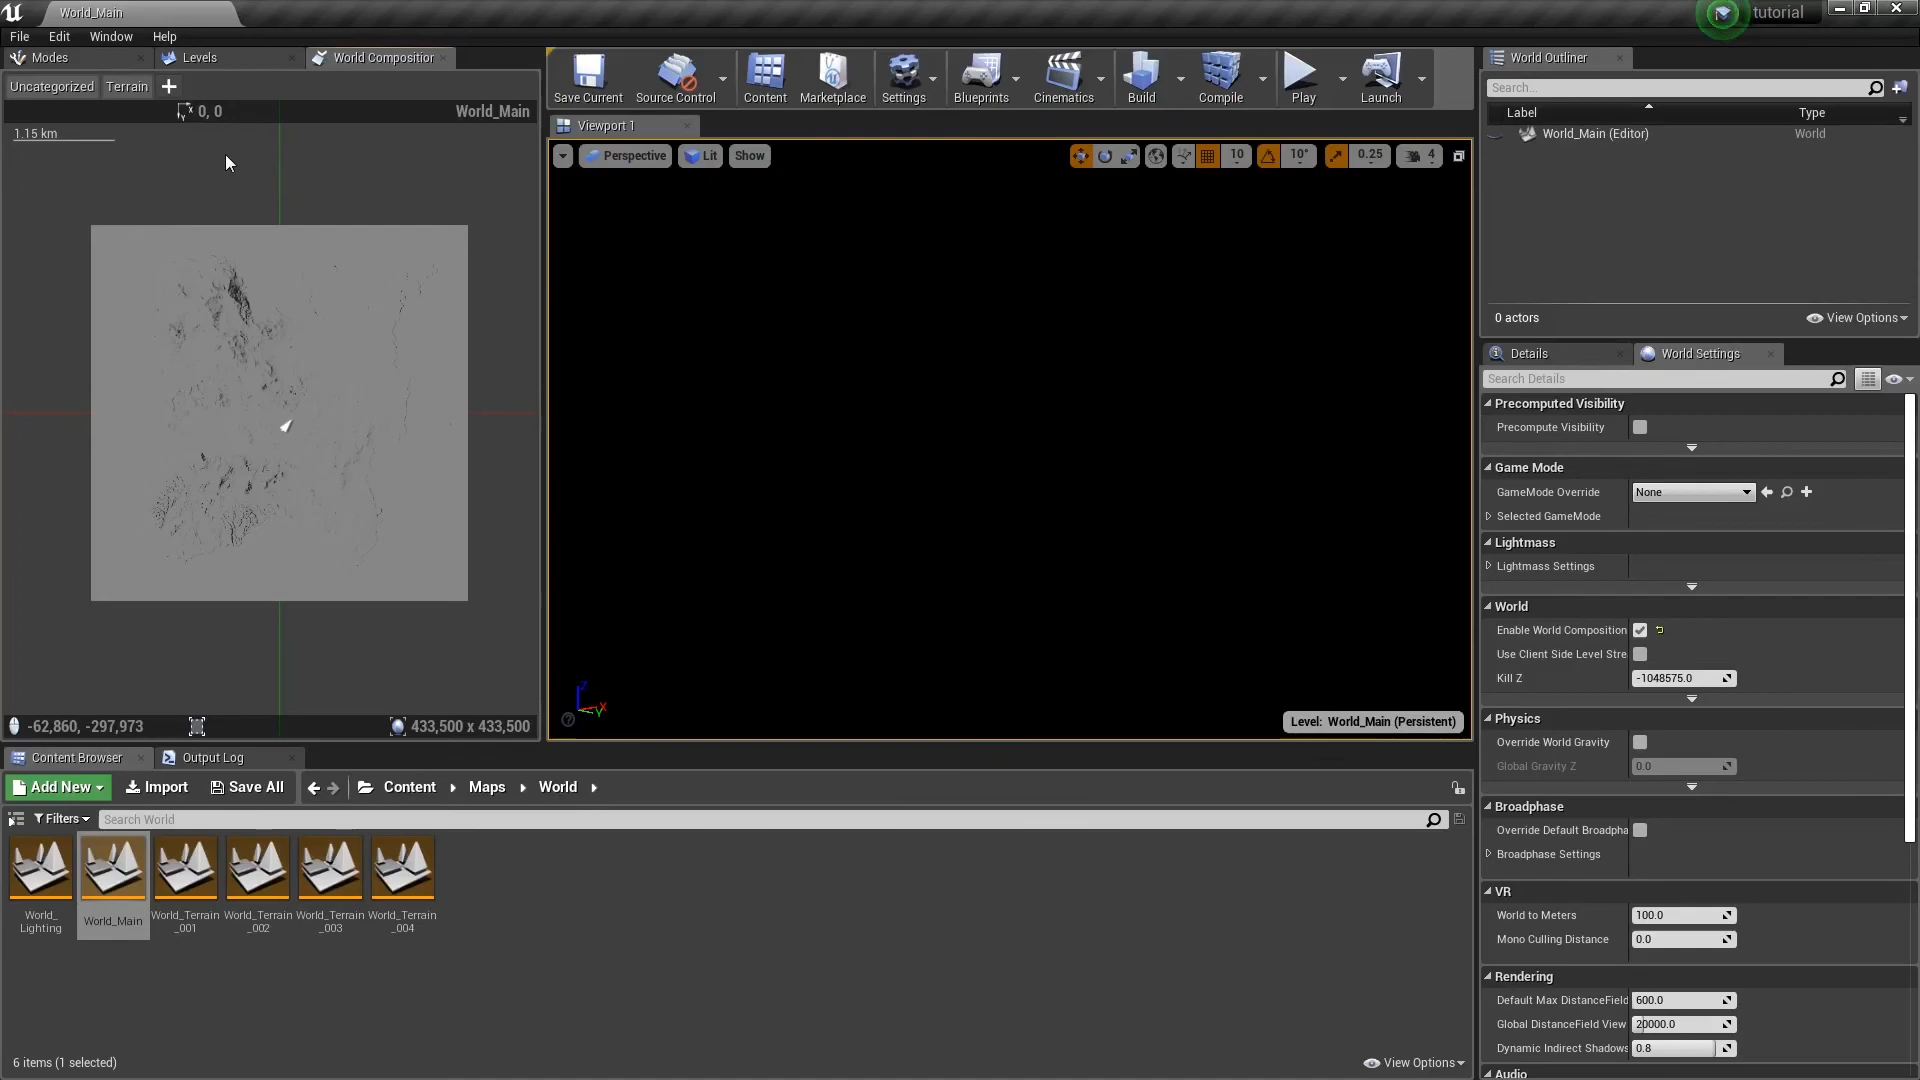 World_Main
tutorial
File Edit Window Help
Modes
Levels
World Composition
Uncategorized Terrain
0, 0
World_Main
1.15 km
Save Current
Source Control
Content
Marketplace
Settings
Blueprints
Cinematics
Build
Compile
Play
Launch
Viewport 1
Perspective
Lit
Show
10
10°
0.25
4
Z
X
Y
Level: World_Main (Persistent)
-62,860, -297,973
433,500 x 433,500
World Outliner
Search...
Label
Type
World_Main (Editor)
World
0 actors
View Options
Details
World Settings
Search Details
Precomputed Visibility
Precompute Visibility
Game Mode
GameMode Override
None
Selected GameMode
Lightmass
Lightmass Settings
World
Enable World Composition
Use Client Side Level Stre
Kill Z
-1048575.0
Physics
Override World Gravity
Global Gravity Z
0.0
Broadphase
Override Default Broadpha
Broadphase Settings
VR
World to Meters
100.0
Mono Culling Distance
0.0
Rendering
Default Max DistanceField
600.0
Global DistanceField View
20000.0
Dynamic Indirect Shadows
0.8
Audio
Content Browser
Output Log
Add New
Import
Save All
Content
Maps
World
Filters
Search World
World_
Lighting
World_Main
World_Terrain
_001
World_Terrain
_002
World_Terrain
_003
World_Terrain
_004
6 items (1 selected)
View Options